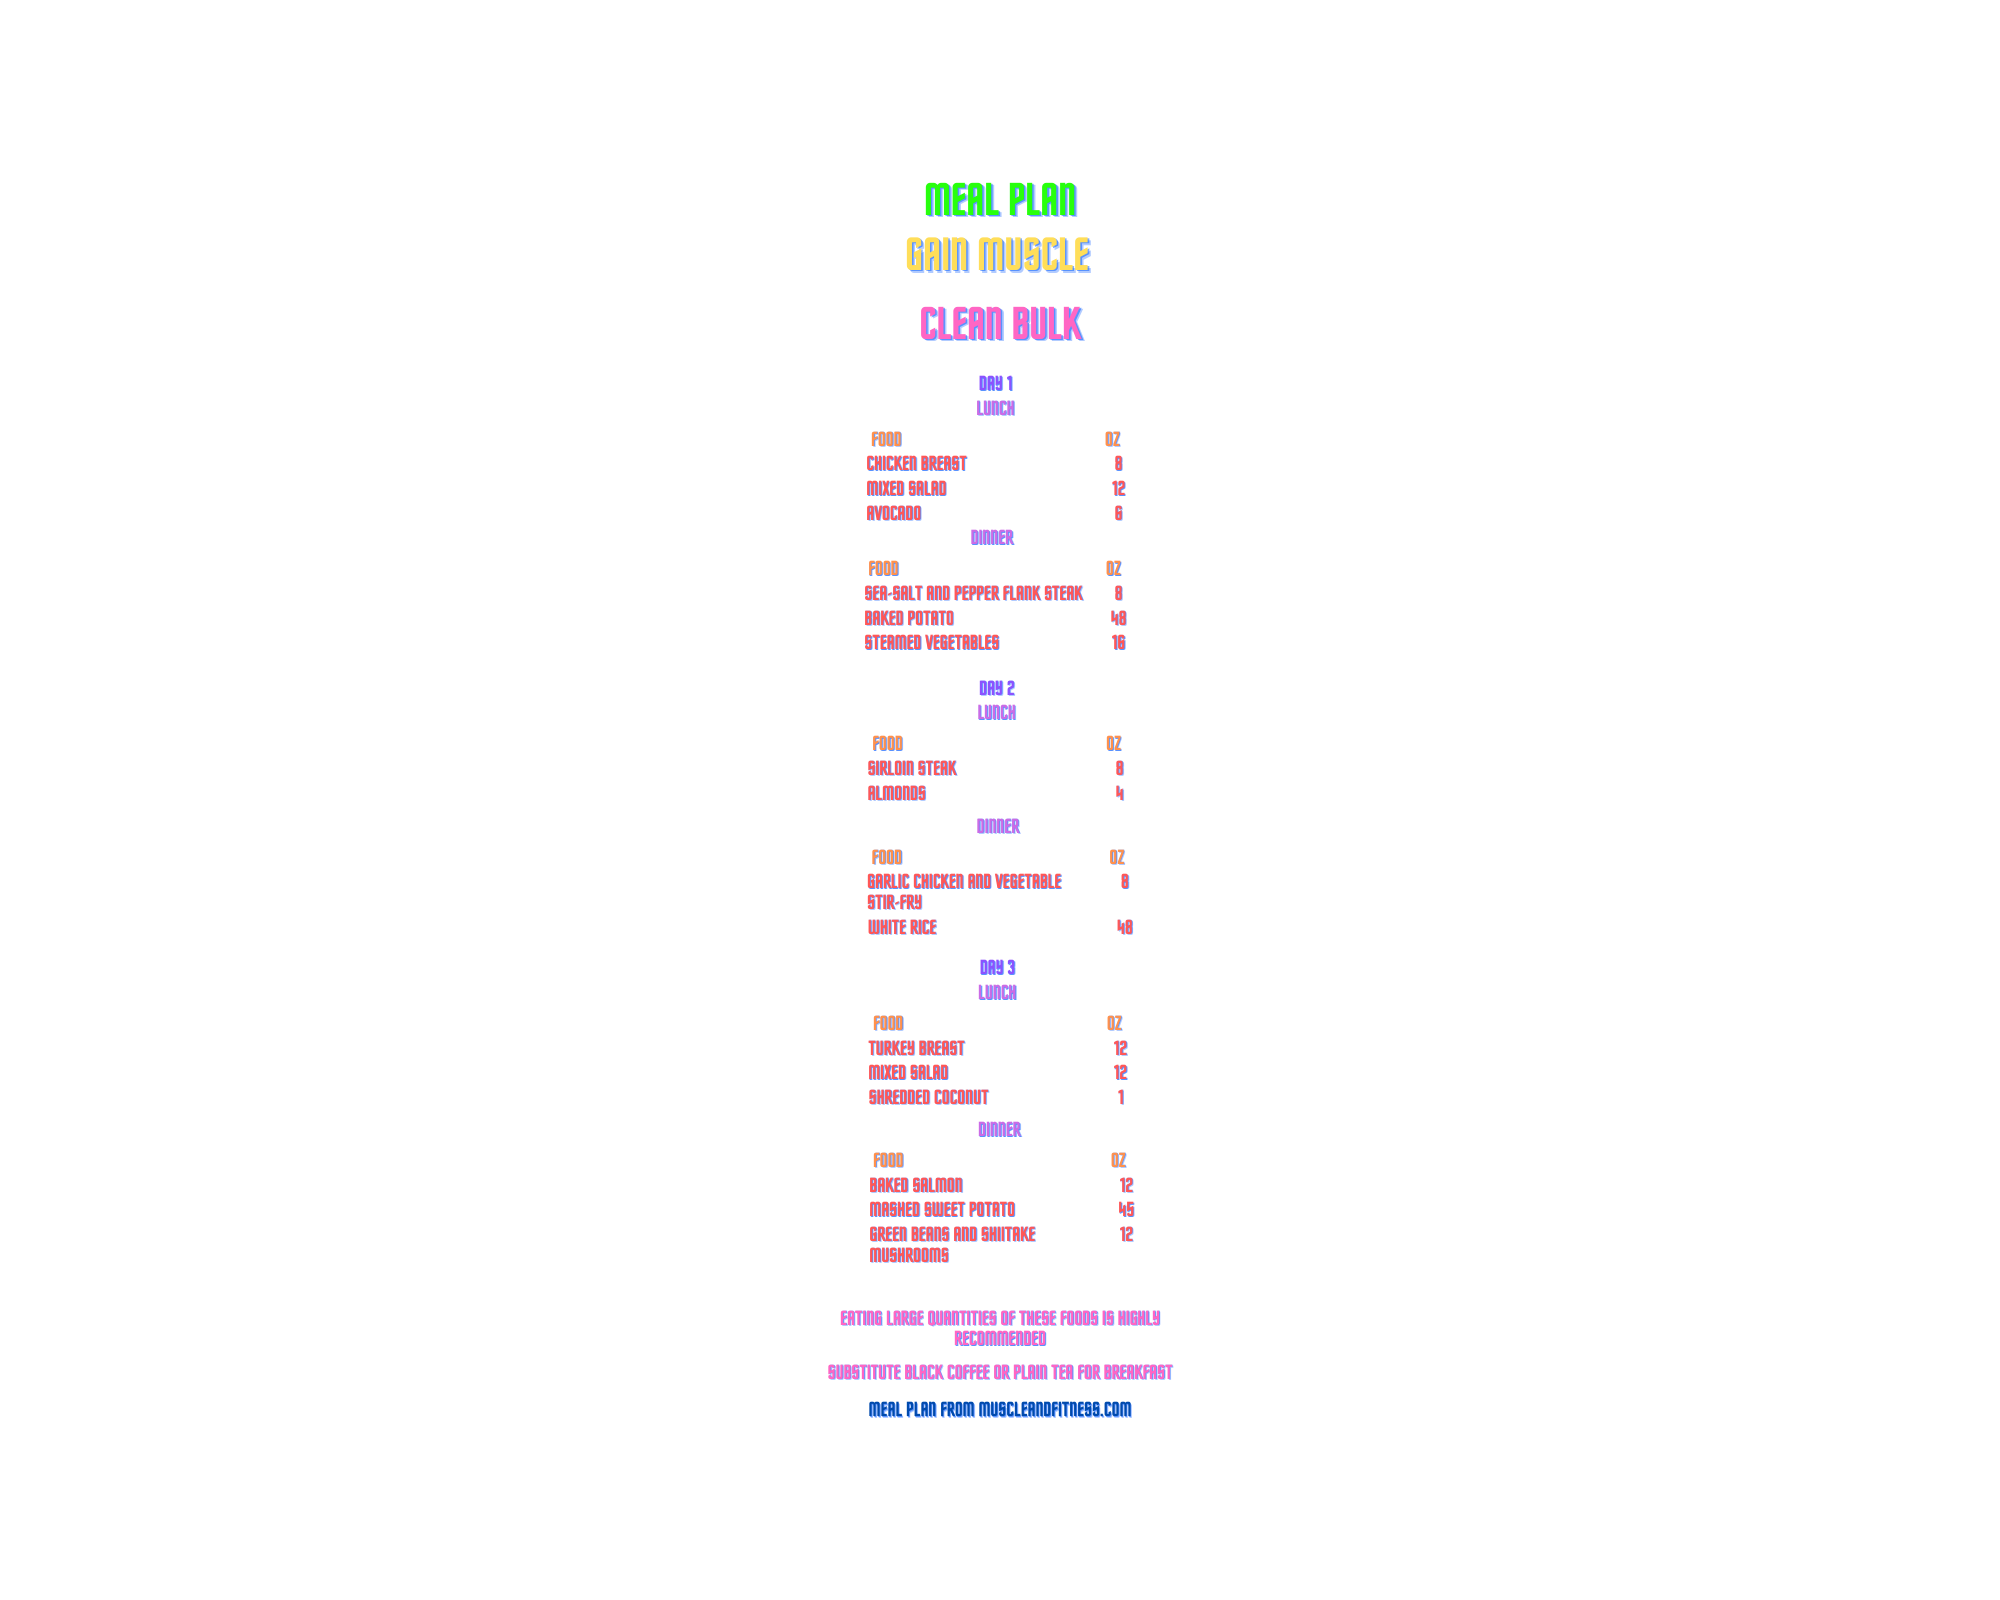 MEAL PLAN
GAIN MUSCLE
CLEAN BULK
DAY 1
LUNCH
FOOD OZ
CHICKEN BREAST 8
MIXED SALAD 12
AVOCADO 6
DINNER
FOOD OZ
SEA-SALT AND PEPPER FLANK STEAK 8
BAKED POTATO 48
STEAMED VEGETABLES 16
DAY 2
LUNCH
FOOD OZ
SIRLOIN STEAK 8
ALMONDS 4
DINNER
FOOD OZ
GARLIC CHICKEN AND VEGETABLE 8
STIR-FRY
WHITE RICE 48
DAY 3
LUNCH
FOOD OZ
TURKEY BREAST 12
MIXED SALAD 12
SHREDDED COCONUT 1
DINNER
FOOD OZ
BAKED SALMON 12
MASHED SWEET POTATO 45
GREEN BEANS AND SHIITAKE 12
MUSHROOMS
EATING LARGE QUANTITIES OF THESE FOODS IS HIGHLY
RECOMMENDED
SUBSTITUTE BLACK COFFEE OR PLAIN TEA FOR BREAKFAST
MEAL PLAN FROM MUSCLEANDFITNESS.COM